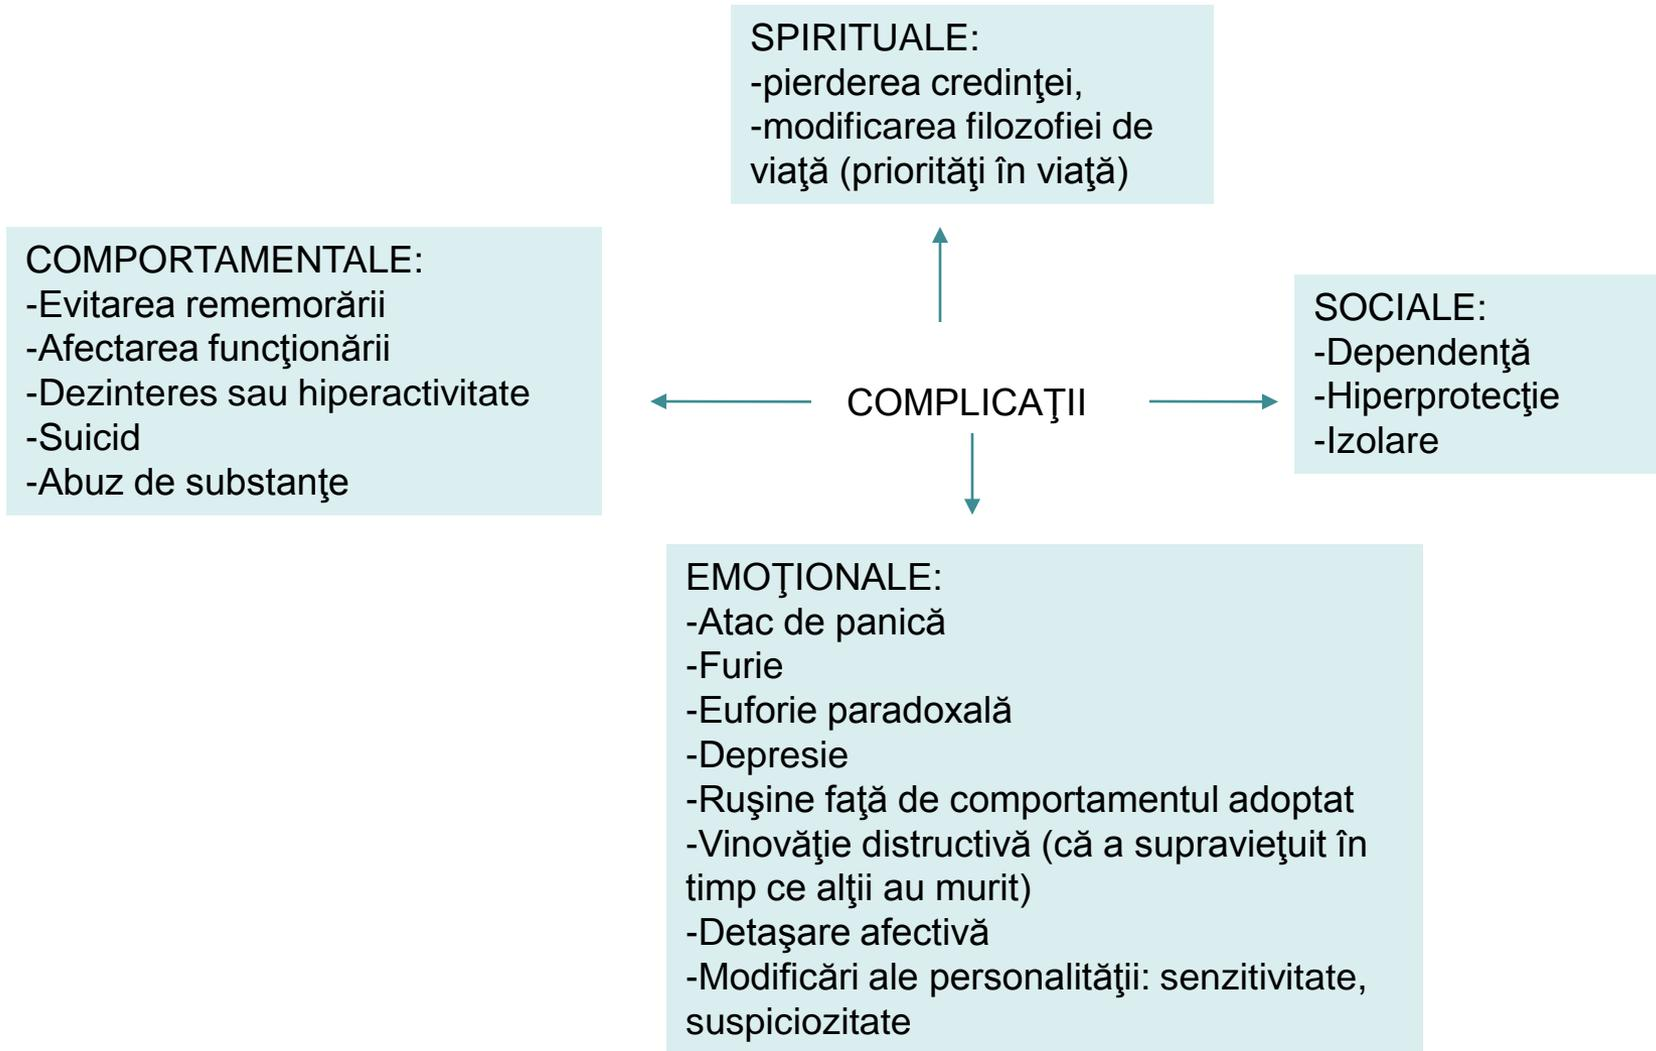 SPIRITUALE:
-pierderea credinţei,
-modificarea filozofiei de
viaţă (priorităţi în viaţă)
COMPORTAMENTALE:
-Evitarea rememorării
-Afectarea funcţionării
-Dezinteres sau hiperactivitate
-Suicid
-Abuz de substanţe
COMPLICAŢII
SOCIALE:
-Dependenţă
-Hiperprotecţie
-Izolare
EMOŢIONALE:
-Atac de panică
-Furie
-Euforie paradoxală
-Depresie
-Ruşine faţă de comportamentul adoptat
-Vinovăţie distructivă (că a supravieţuit în
timp ce alţii au murit)
-Detaşare afectivă
-Modificări ale personalităţii: senzitivitate,
suspiciozitate